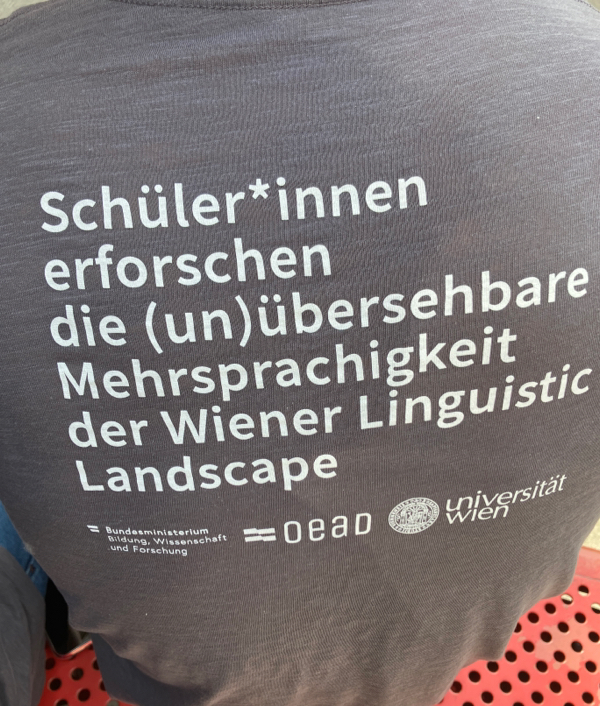 Schüler*innen
erforschen
die (un)übersehbare
Mehrsprachigkeit
der Wiener Linguistic
Landscape
Bundesministerium
Bildung, Wissenschaft
und Forschung
oead
universität
wien